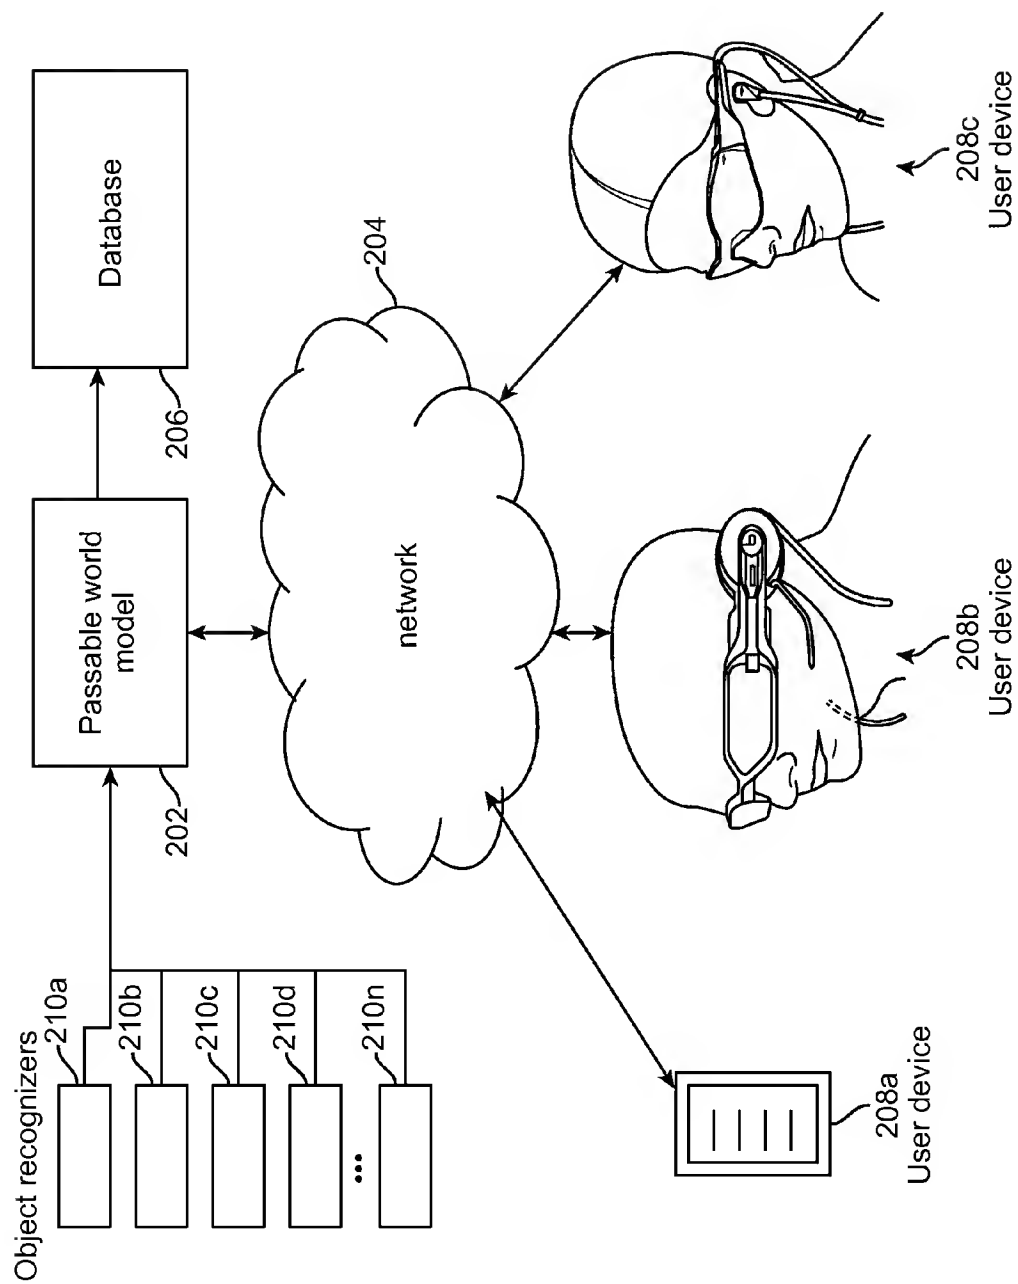 Object recognizers
210a
210b
210c
210d
210n
...
Passable world
model
202
Database
206
204
network
208a
User device
208b
User device
208c
User device